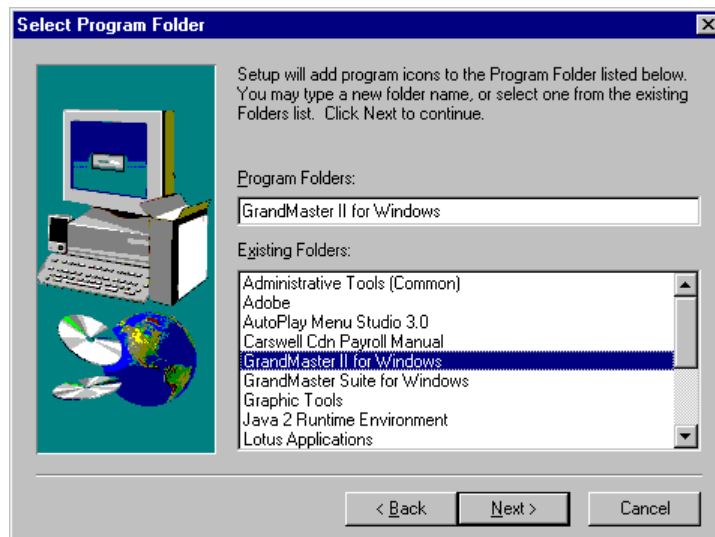 Select Program Folder
Setup will add program icons to the Program Folder listed below.
You may type a new folder name, or select one from the existing
Folders list.  Click Next to continue.
Program Folders:
GrandMaster II for Windows
Existing Folders:
Administrative Tools (Common)
Adobe
AutoPlay Menu Studio 3.0
Carswell Cdn Payroll Manual
GrandMaster II for Windows
GrandMaster Suite for Windows
Graphic Tools
Java 2 Runtime Environment
Lotus Applications
< Back
Next >
Cancel